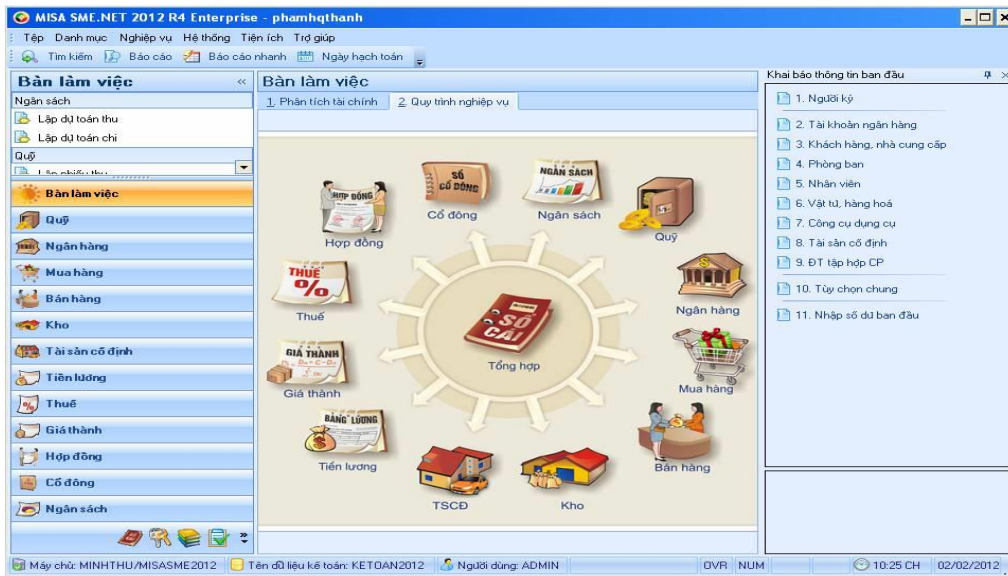 MISA SME.NET 2012 R4 Enterprise - phamhqthanh
Tệp Danh mục Nghiệp vụ Hệ thống Tiện ích Trợ giúp
Tìm kiếm Báo cáo Báo cáo nhanh Ngày hạch toán
Bàn làm việc «
Ngân sách
Lập dự toán thu
Lập dự toán chi
Quỹ
Lập phiếu thu
Bàn làm việc
Quỹ
Ngân hàng
Mua hàng
Bán hàng
Kho
Tài sản cố định
Tiền lương
Thuế
Giá thành
Hợp đồng
Cổ đông
Ngân sách
Bàn làm việc
1. Phân tích tài chính 2. Quy trình nghiệp vụ
HỢP ĐỒNG
Hợp đồng
SỔ CỔ ĐÔNG
Cổ đông
NGÂN SÁCH
Ngân sách
Quỹ
THUẾ
%
Thuế
Ngân hàng
SỔ CÁI
Tổng hợp
GIÁ THÀNH
Giá thành
Mua hàng
BẢNG LƯƠNG
Tiền lương
Bán hàng
TSCĐ
Kho
Khai báo thông tin ban đầu
1. Người ký
2. Tài khoản ngân hàng
3. Khách hàng, nhà cung cấp
4. Phòng ban
5. Nhân viên
6. Vật tư, hàng hoá
7. Công cụ dụng cụ
8. Tài sản cố định
9. ĐT tập hợp CP
10. Tùy chọn chung
11. Nhập số dư ban đầu
Máy chủ: MINHTHU/MISASME2012 Tên dữ liệu kế toán: KETOAN2012 Người dùng: ADMIN OVR NUM 10:25 CH 02/02/2012